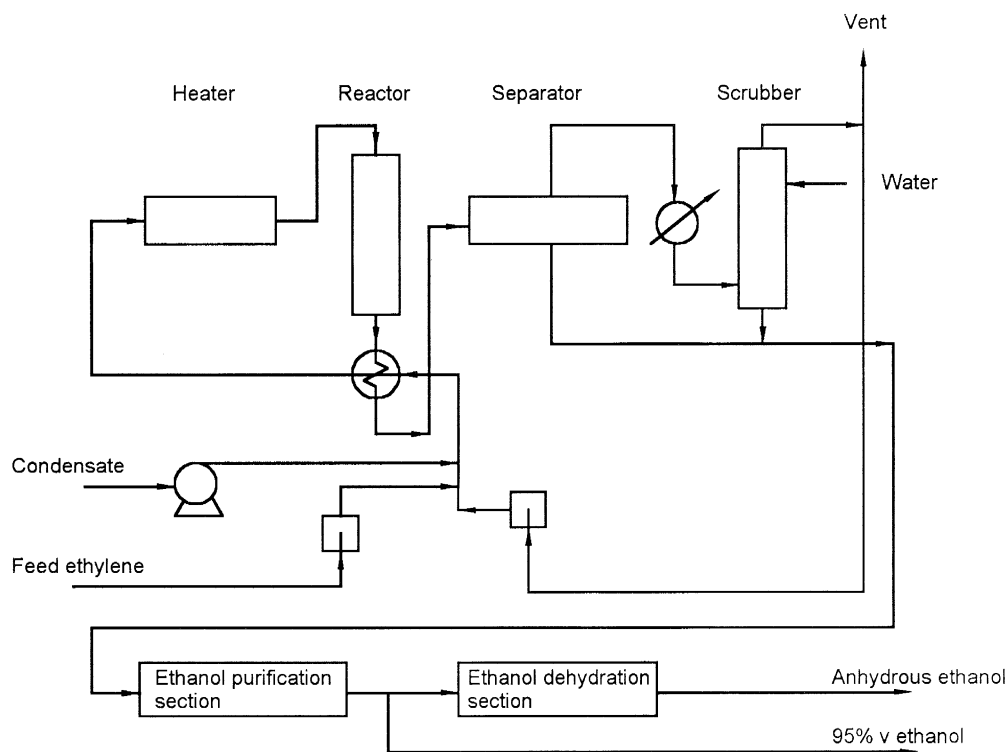 Vent
Heater
Reactor
Separator
Scrubber
Water
Condensate
Feed ethylene
Ethanol purification
section
Ethanol dehydration
section
Anhydrous ethanol
95% v ethanol